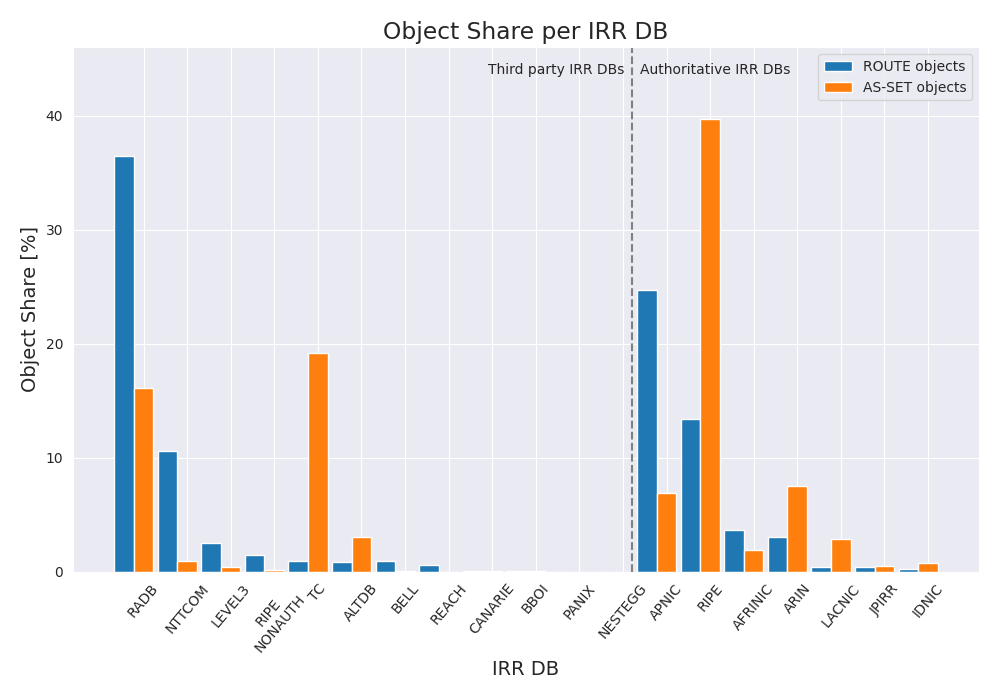 Object Share per IRR DB
Third party IRR DBs
Authoritative IRR DBs
ROUTE objects
AS-SET objects
Object Share [%]
40
30
20
10
0
RADB
NTTCOM
LEVEL3
RIPE
NONAUTH
TC
ALTDB
BELL
REACH
CANARIE
BBOI
PANIX
NESTEGG
APNIC
RIPE
AFRINIC
ARIN
LACNIC
JPIRR
IDNIC
IRR DB